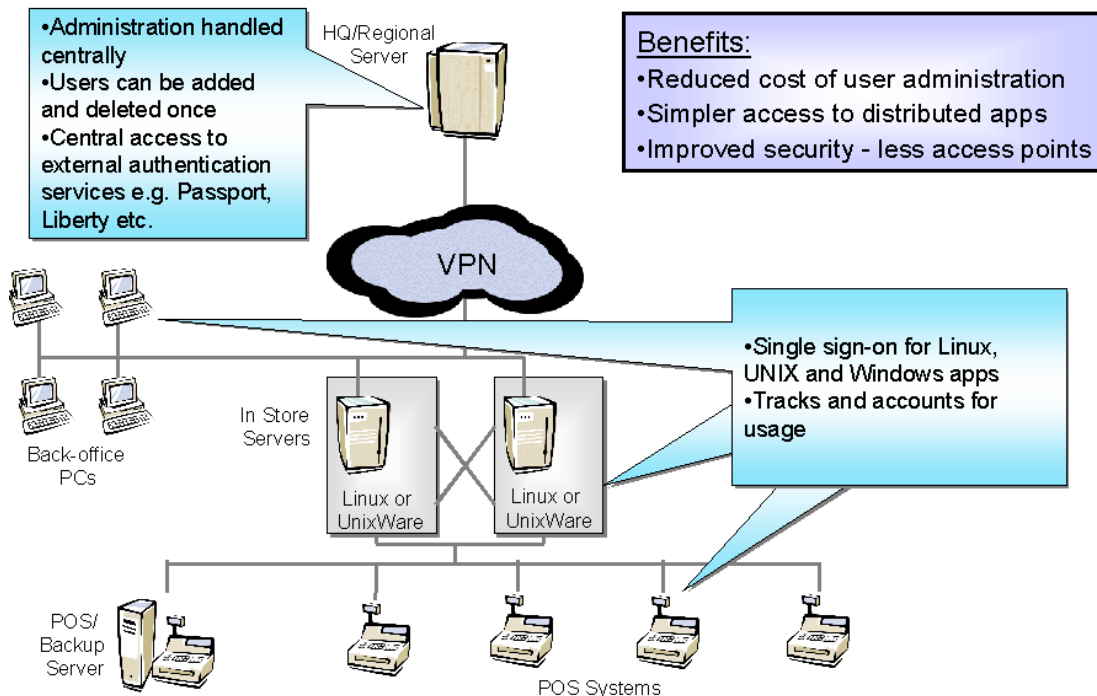 •Administration handled
centrally
•Users can be added
and deleted once
•Central access to
external authentication
services e.g. Passport,
Liberty etc.
HQ/Regional
Server
Benefits:
•Reduced cost of user administration
•Simpler access to distributed apps
•Improved security - less access points
VPN
•Single sign-on for Linux,
UNIX and Windows apps
•Tracks and accounts for
usage
In Store
Servers
Back-office
PCs
Linux or
UnixWare
Linux or
UnixWare
POS/
Backup
Server
POS Systems